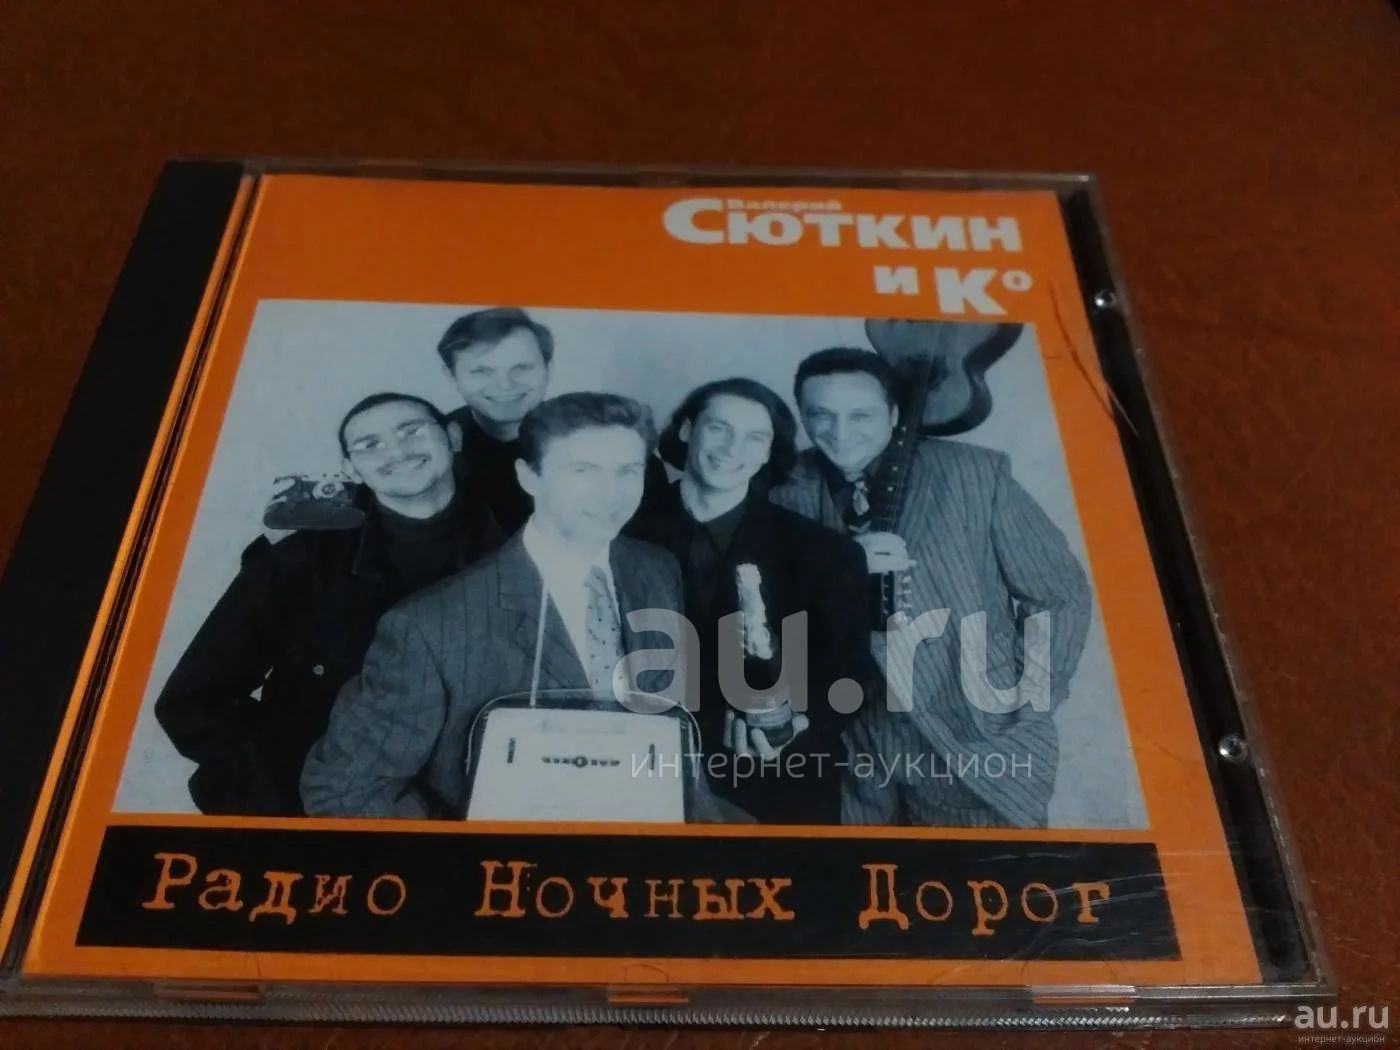 Валерий
Сюткин
и Ко
au.ru
интернет-аукцион
Радио Ночных Дорог
au.ru
интернет-аукцион